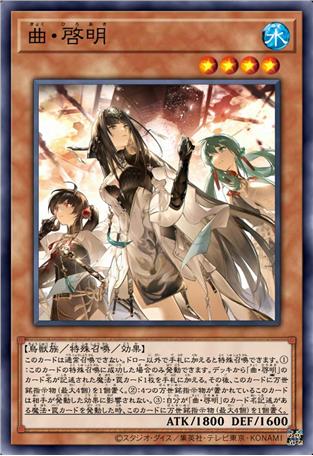 きょく ひろ あき
曲・啓明
水
【鳥獣族／特殊召喚／効果】
このカードは通常召喚できない。ドロー以外で手札に加えると特殊召喚できる。①
:このカードの特殊召喚に成功した場合のみ発動できる。デッキから「曲・啓明」の
カード名が記述された魔法・罠カード1枚を手札に加える。その後、このカードに万世
銘指示物(最大4個)を1個置く。②:4つの万世銘指示物が置かれているこのカード
は相手が発動した効果に影響されない。③:自分が「曲・啓明」のカード名記述があ
る魔法・罠カードを発動した時、このカードに万世銘指示物(最大4個)を1個置く。
ATK/1800 DEF/1600
©スタジオ・ダイス／集英社・テレビ東京・KONAMI